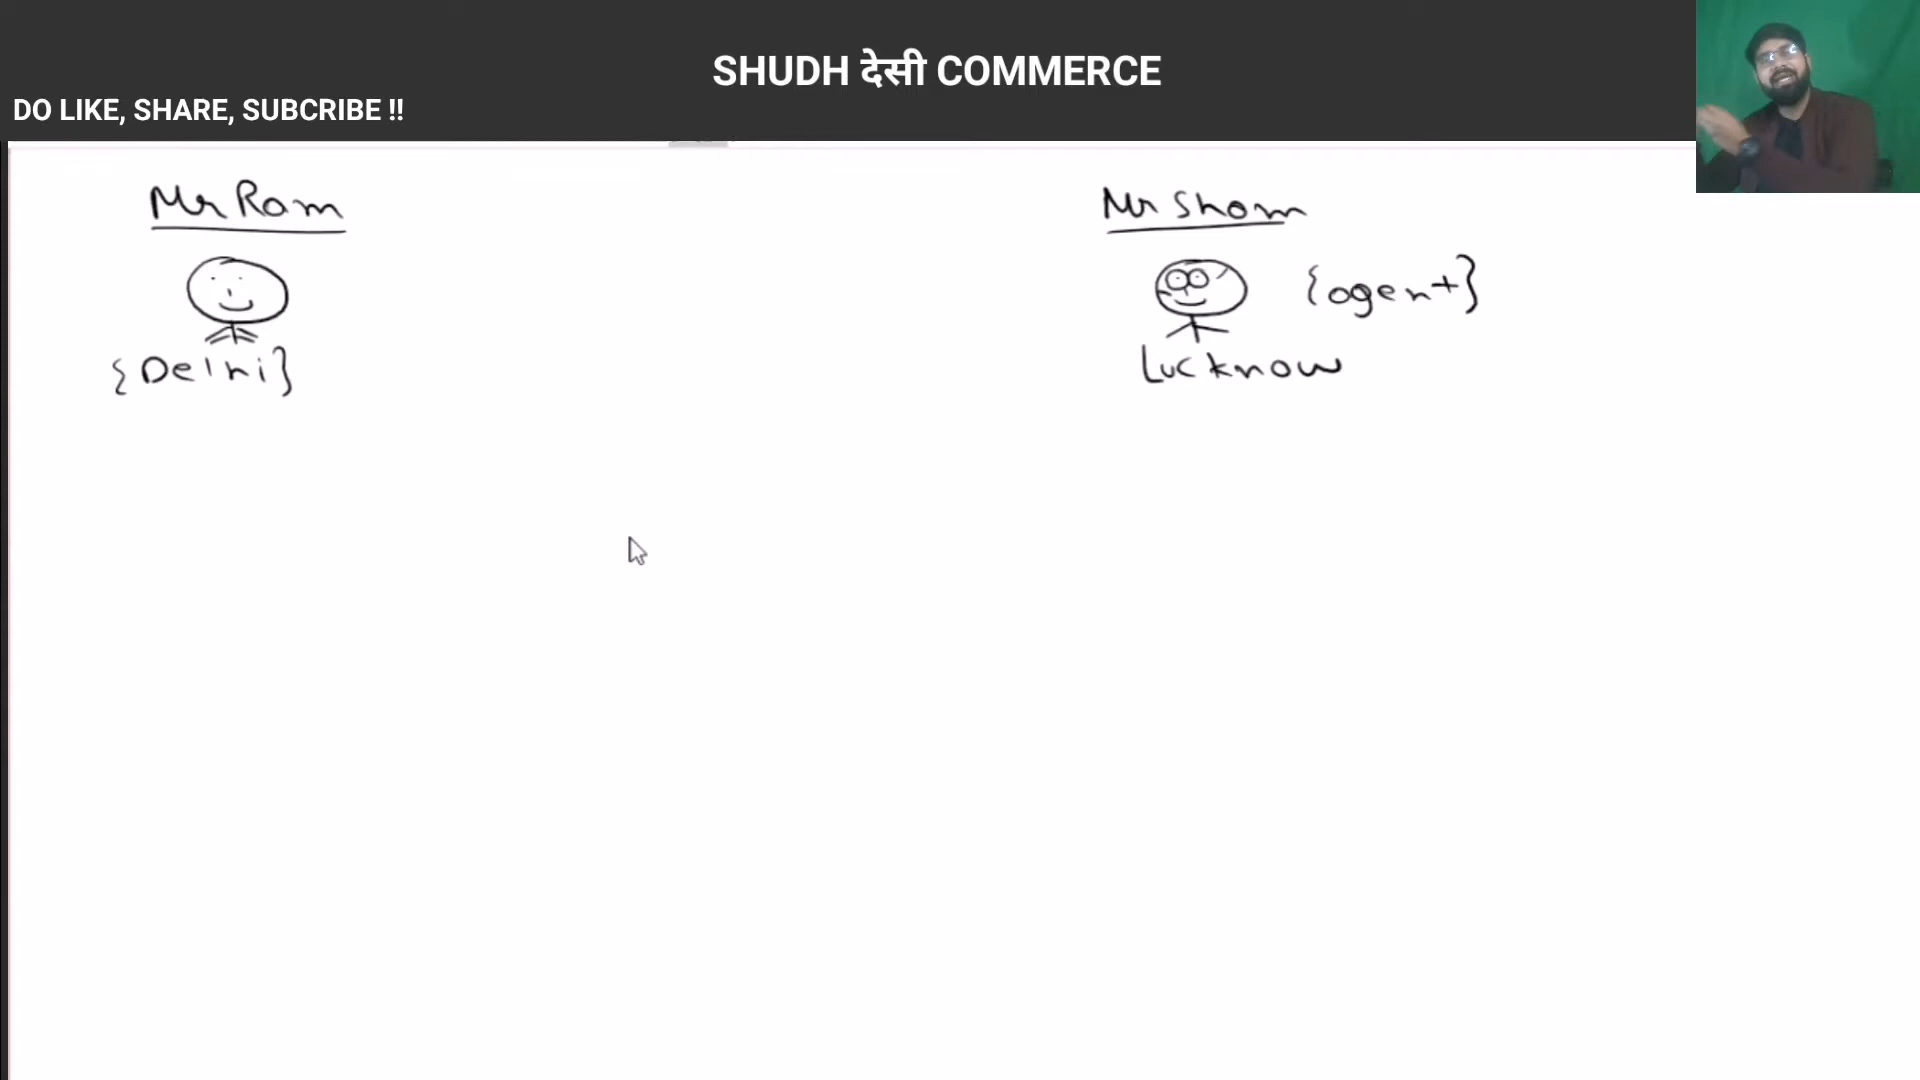 SHUDH देसी COMMERCE
DO LIKE, SHARE, SUBCRIBE !!
Mr Ram
Mr Sham
{agent}
{Delhi}
Lucknow